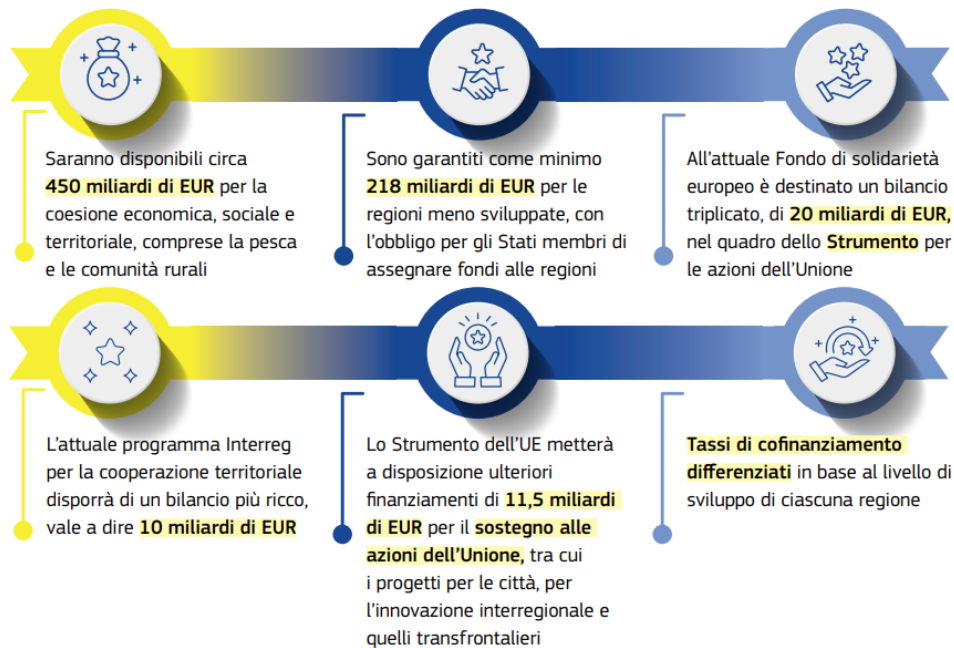 Saranno disponibili circa
450 miliardi di EUR per la
coesione economica, sociale e
territoriale, comprese la pesca
e le comunità rurali
Sono garantiti come minimo
218 miliardi di EUR per le
regioni meno sviluppate, con
l'obbligo per gli Stati membri di
assegnare fondi alle regioni
All'attuale Fondo di solidarietà
europeo è destinato un bilancio
triplicato, di 20 miliardi di EUR,
nel quadro dello Strumento per
le azioni dell'Unione
L'attuale programma Interreg
per la cooperazione territoriale
disporrà di un bilancio più ricco,
vale a dire 10 miliardi di EUR
Lo Strumento dell'UE metterà
a disposizione ulteriori
finanziamenti di 11,5 miliardi
di EUR per il sostegno alle
azioni dell'Unione, tra cui
i progetti per le città, per
l'innovazione interregionale e
quelli transfrontalieri
Tassi di cofinanziamento
differenziati in base al livello di
sviluppo di ciascuna regione